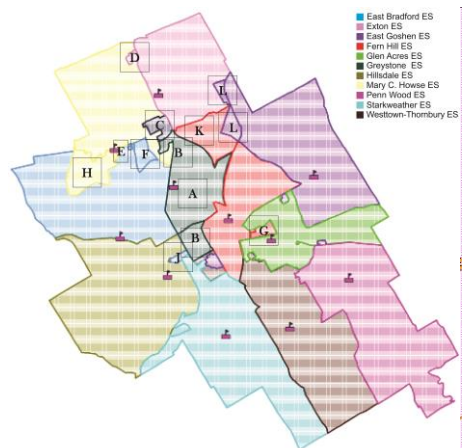 East Bradford ES
Exton ES
East Goshen ES
Fern Hill ES
Glen Acres ES
Greystone ES
Hillsdale ES
Mary C. Howse ES
Penn Wood ES
Starkweather ES
Westtown-Thornbury ES
D
L
C
K
L
E
F
B
H
A
B
G
J